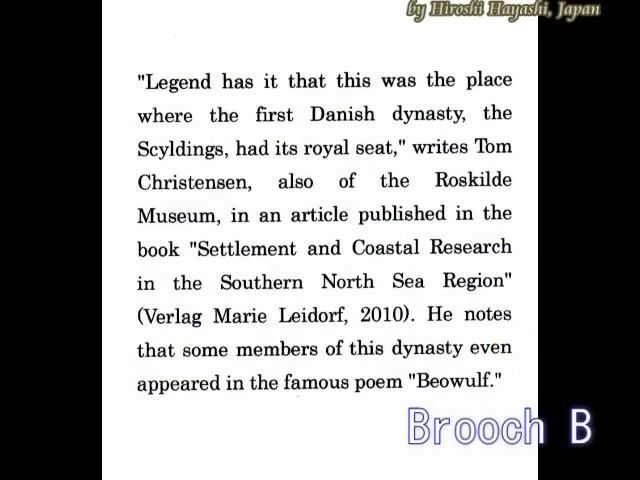 by Hiroshi Hayashi, Japan
"Legend has it that this was the place
where the first Danish dynasty, the
Scyldings, had its royal seat," writes Tom
Christensen, also of the Roskilde
Museum, in an article published in the
book "Settlement and Coastal Research
in the Southern North Sea Region"
(Verlag Marie Leidorf, 2010). He notes
that some members of this dynasty even
appeared in the famous poem "Beowulf."
Brooch B